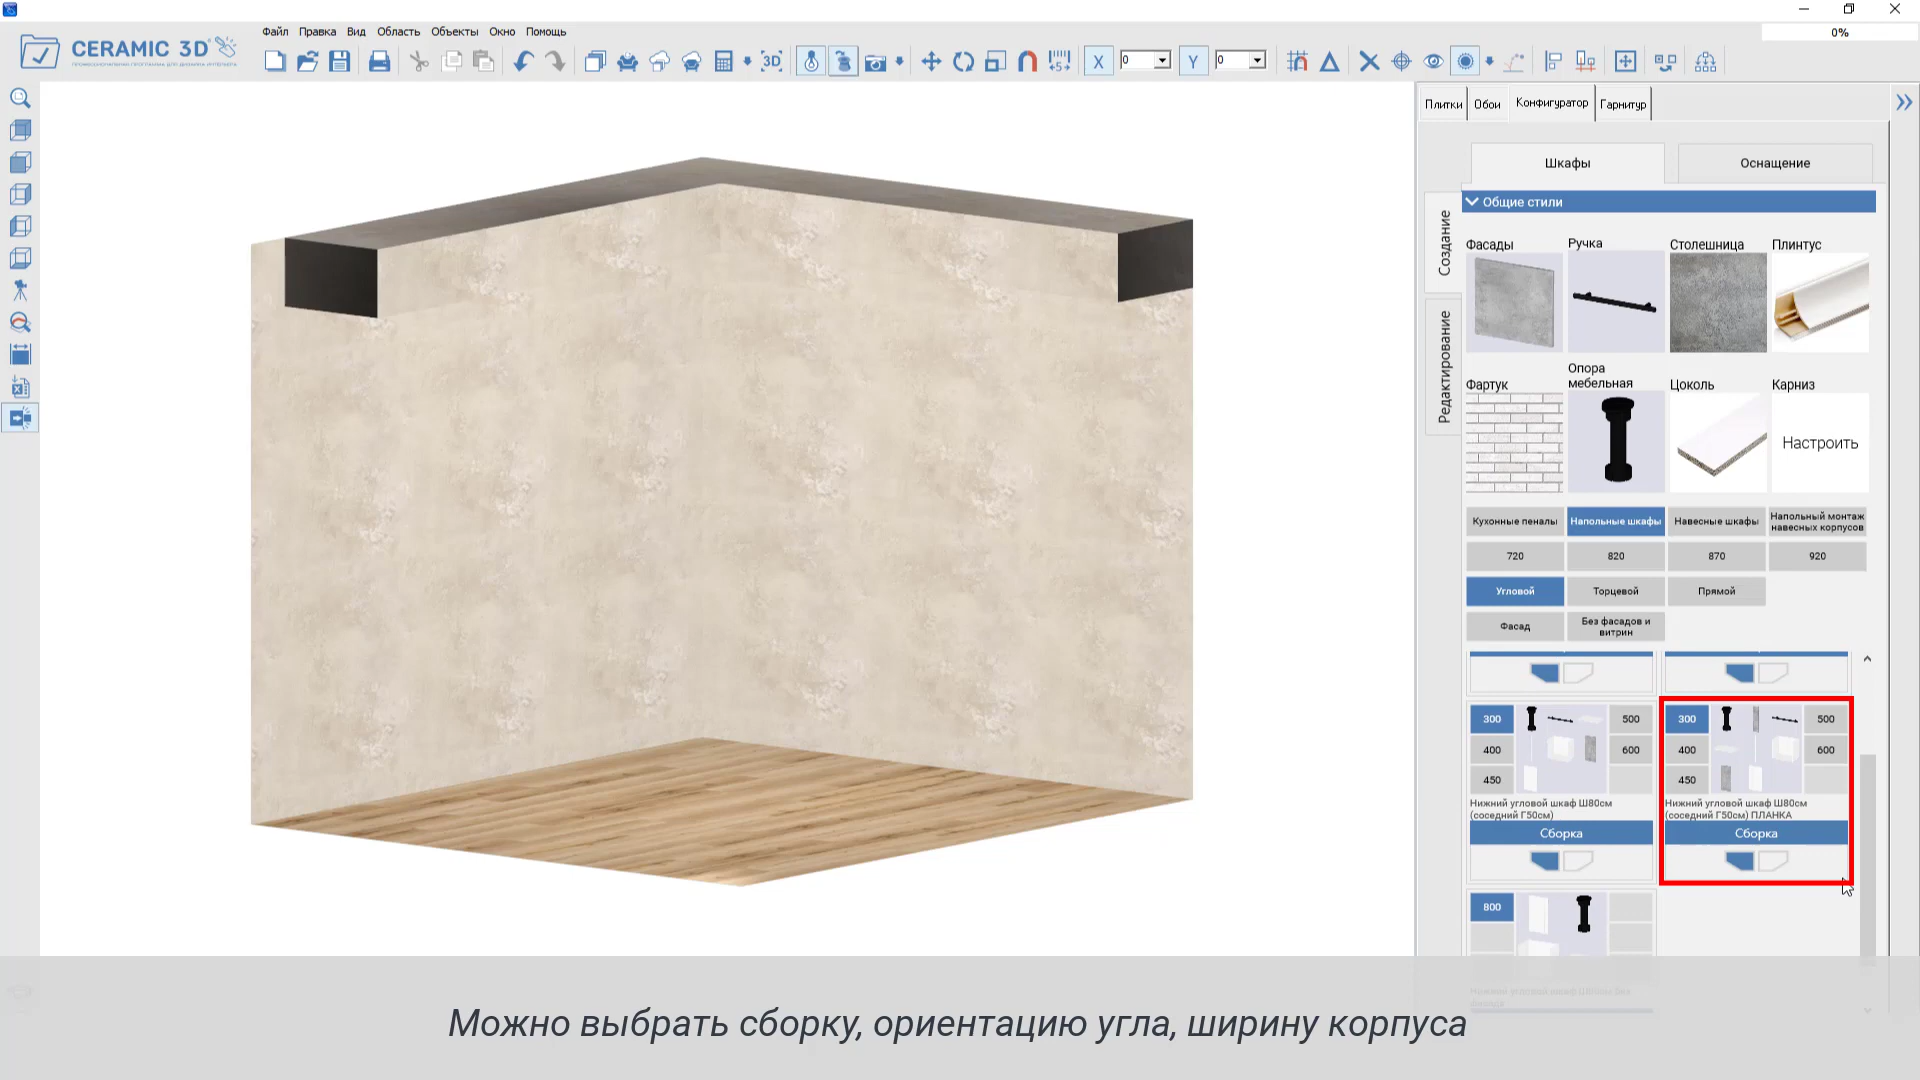 0%
Файл Правка Вид Область Объекты Окно Помощь
CERAMIC 3D
3D 5 X 0 Y 0
Плитки Обои Конфигуратор Гарнитур
Шкафы Оснащение
Создание
Редактирование
Общие стили
Фасады Ручка Столешница Плинтус
Фартук Опора мебельная Цоколь Карниз
Настроить
Кухонные пеналы Напольные шкафы Навесные шкафы Напольный монтаж навесных корпусов
720 820 870 920
Угловой Торцевой Прямой
Фасад Без фасадов и витрин
300 500 300 500
400 600 400 600
450 450
Нижний угловой шкаф Ш80см Нижний угловой шкаф Ш80см
(соседний Г50см) (соседний Г50см) ПЛАНКА
Сборка Сборка
800
Можно выбрать сборку, ориентацию угла, ширину корпуса